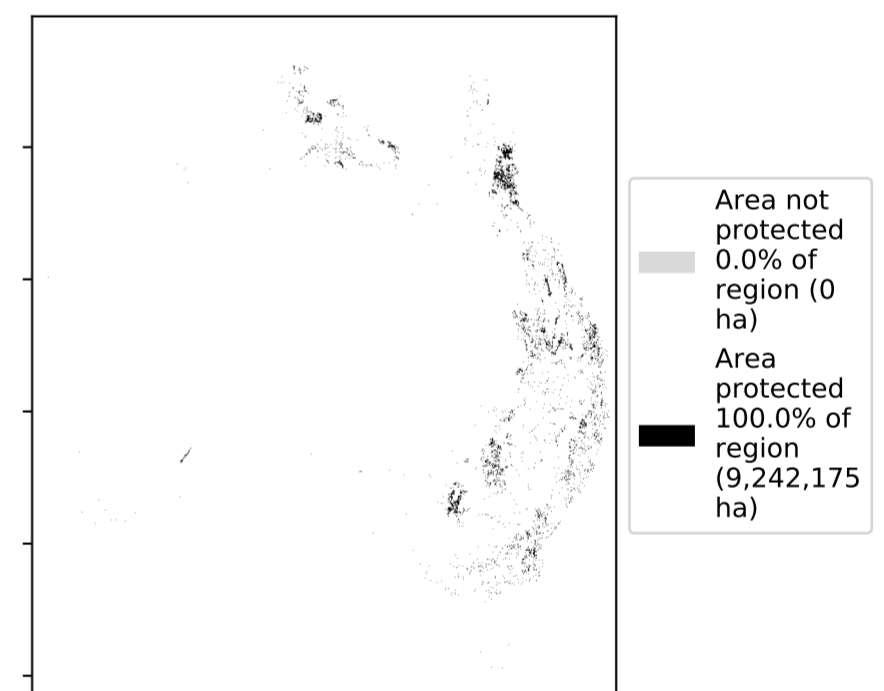 Area not
protected
0.0% of
region (0
ha)
Area
protected
100.0% of
region
(9,242,175
ha)